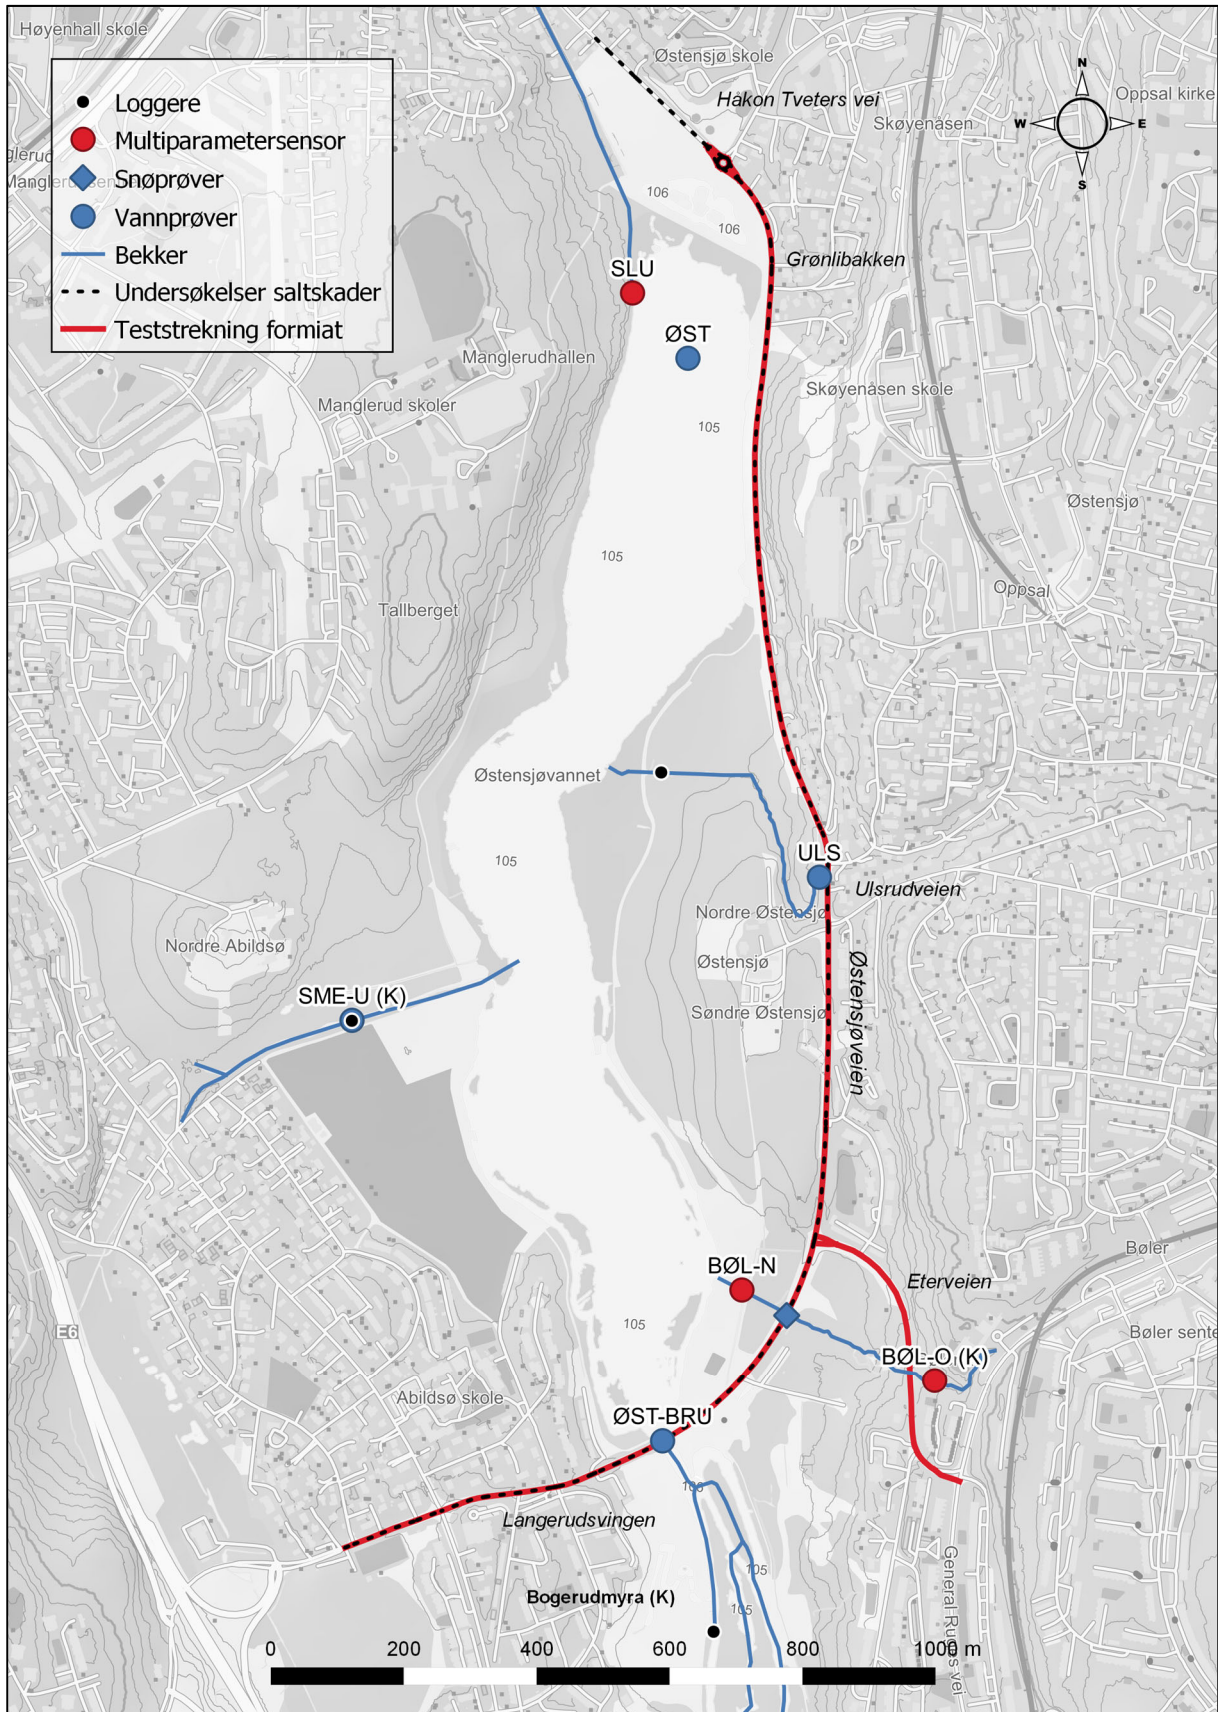 Høyenhall skole
Østensjø skole
Loggere
Multiparametersensor
Snøprøver
Vannprøver
Bekker
Undersøkelser saltskader
Teststrekning formiat
Håkon Tveters vei
N
W
E
S
Oppsal kirke
Skøyenåsen
106
106
Grønlibakken
SLU
ØST
Manglerudhallen
Manglerud skoler
Skøyenåsen skole
105
Østensjø
105
Oppsal
Tallberget
Østensjøvannet
ULS
105
Ulsrudveien
Nordre Østensjø
Nordre Abildsø
Østensjø
Østensjøveien
SME-U (K)
Søndre Østensjø
4
Bøler
BØL-N
Eterveien
E6
105
BØL-O (K)
Abildsø skole
ØST-BRU
106
Langerudsvingen
105
Bogerudmyra (K)
105
General Ruges vei
0 200 400 600 800 1000 m